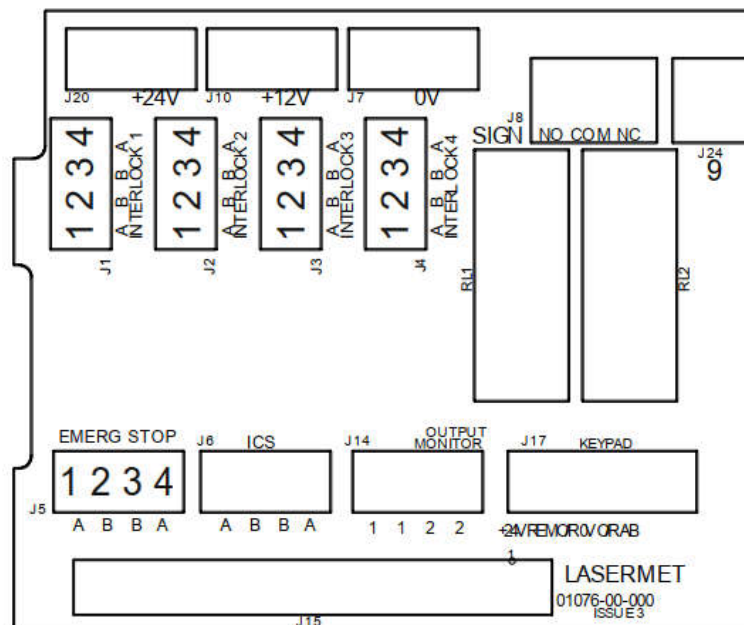 J20 +24V J10 +12V J7 0V
J8
SIGN NO COM NC
J24
9
1 2 3 4
A B B A
INTERLOCK 1
J1
1 2 3 4
A B B A
INTERLOCK 2
J2
1 2 3 4
A B B A
INTERLOCK 3
J3
1 2 3 4
A B B A
INTERLOCK 4
J4
RL1
RL2
EMERG STOP
1 2 3 4
J5
A B B A
J6 ICS
A B B A
J14 OUTPUT
MONITOR
1 1 2 2
J17 KEYPAD
J15
LASERMET
01076-00-000
ISSUE 3